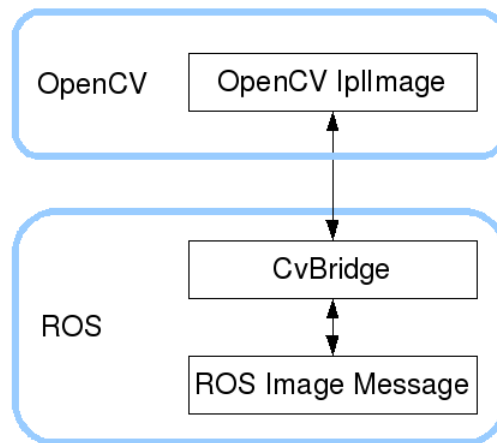 OpenCV
OpenCV IplImage
CvBridge
ROS
ROS Image Message